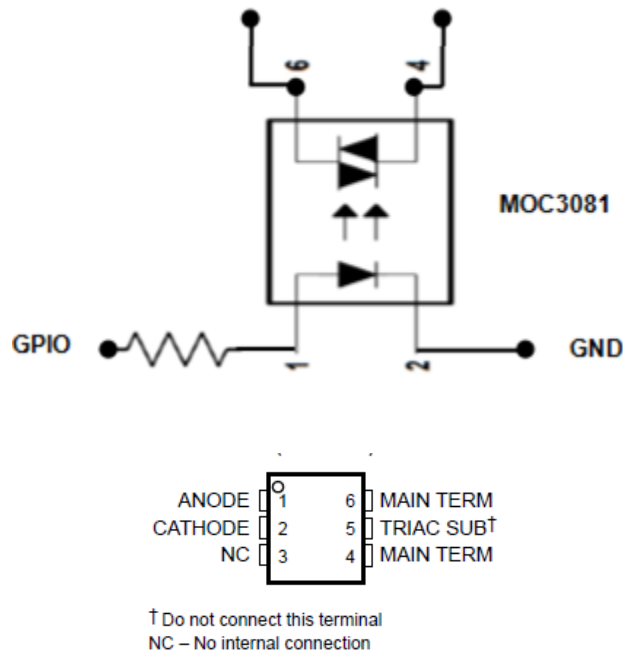 6 4
MOC3081
GPIO 1 2 GND
ANODE 1 6 MAIN TERM
CATHODE 2 5 TRIAC SUB†
NC 3 4 MAIN TERM
† Do not connect this terminal
NC – No internal connection